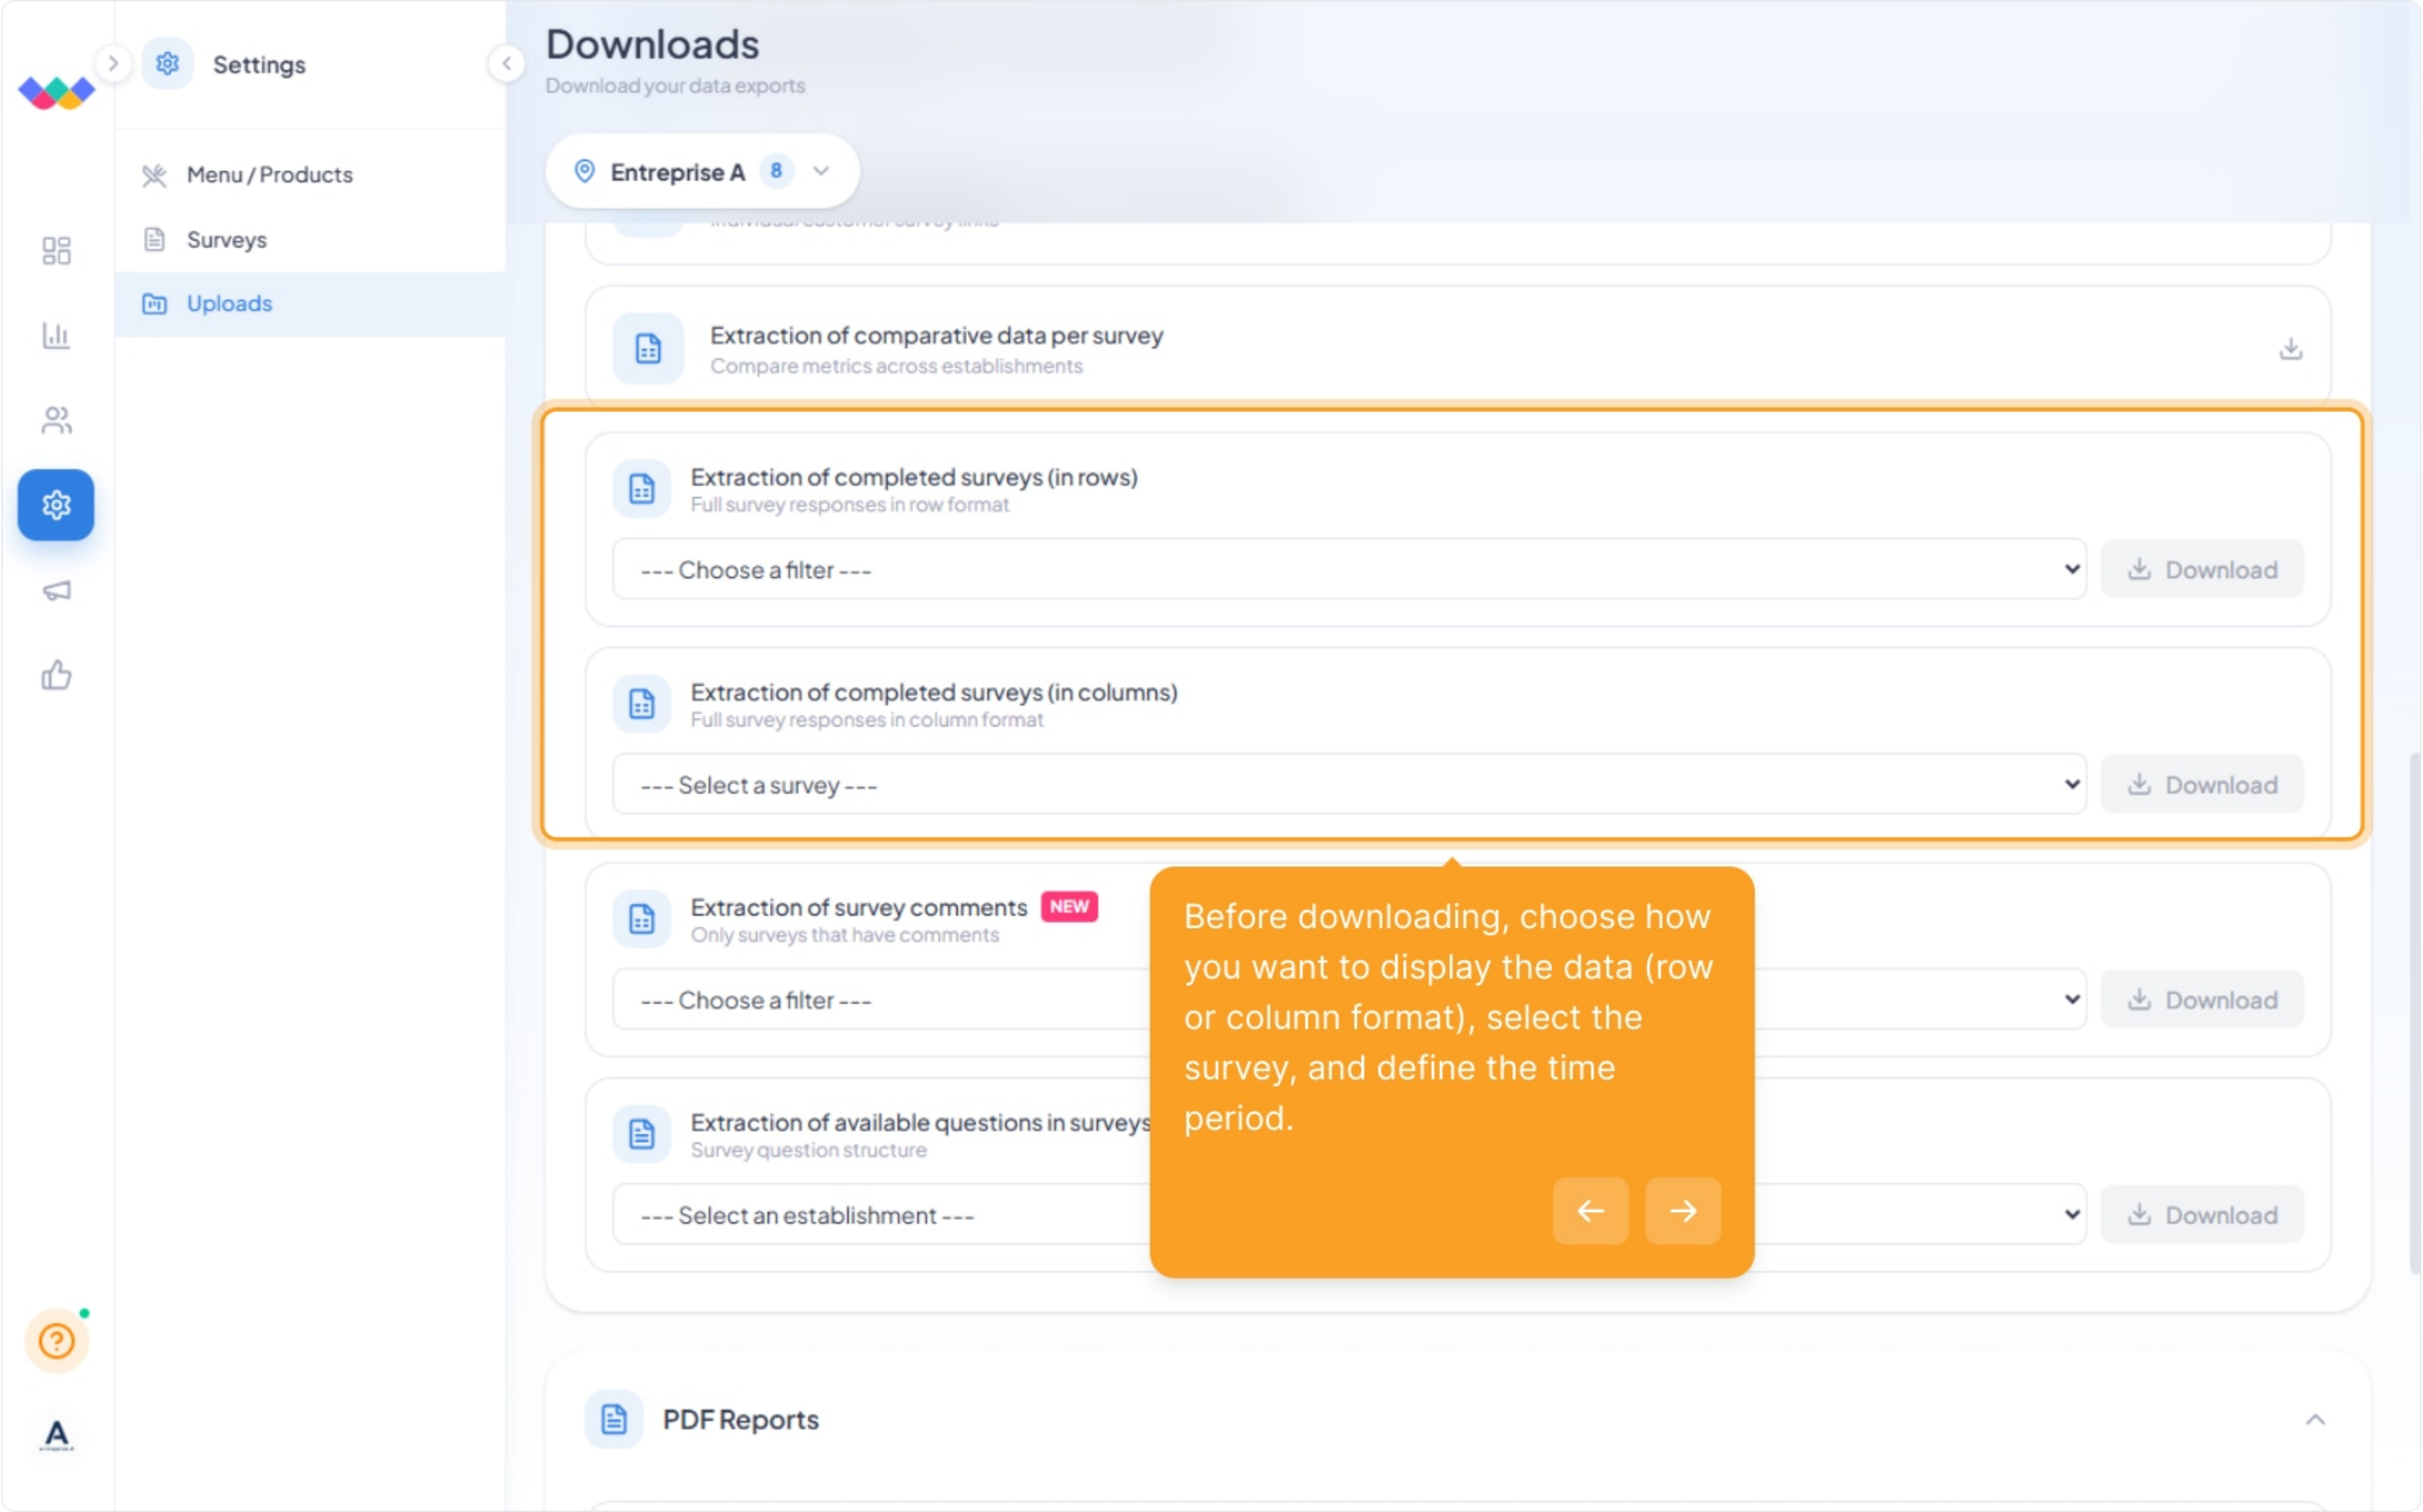 Settings
Menu / Products
Surveys
Uploads
Downloads
Download your data exports
Entreprise A 8
Individual customer survey links
Extraction of comparative data per survey
Compare metrics across establishments
Extraction of completed surveys (in rows)
Full survey responses in row format
--- Choose a filter ---
Download
Extraction of completed surveys (in columns)
Full survey responses in column format
--- Select a survey ---
Download
Extraction of survey comments NEW
Only surveys that have comments
--- Choose a filter ---
Download
Extraction of available questions in surveys
Survey question structure
--- Select an establishment ---
Download
Before downloading, choose how
you want to display the data (row
or column format), select the
survey, and define the time
period.
PDF Reports
A